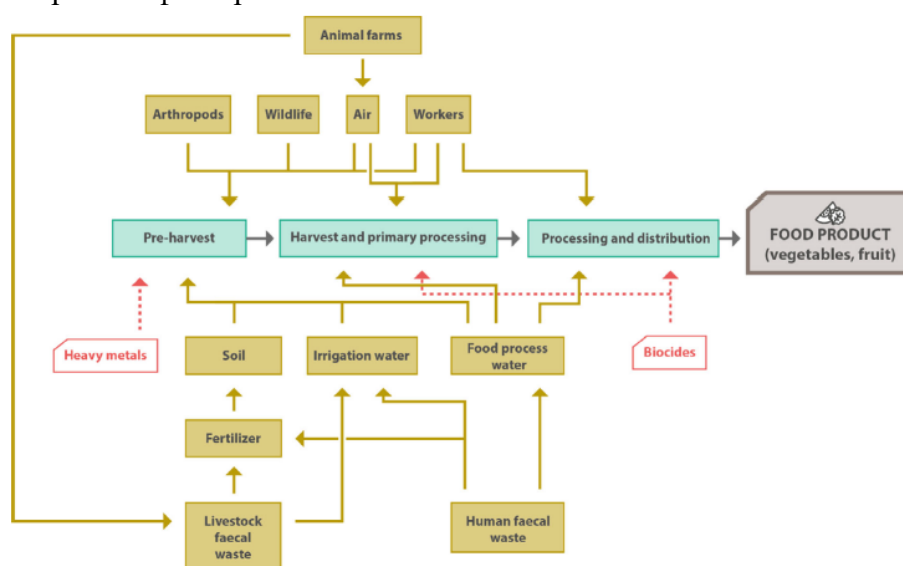 Animal farms
Arthropods
Wildlife
Air
Workers
Pre-harvest
Harvest and primary processing
Processing and distribution
FOOD PRODUCT
(vegetables, fruit)
Heavy metals
Soil
Irrigation water
Food process
water
Biocides
Fertilizer
Livestock
faecal
waste
Human faecal
waste